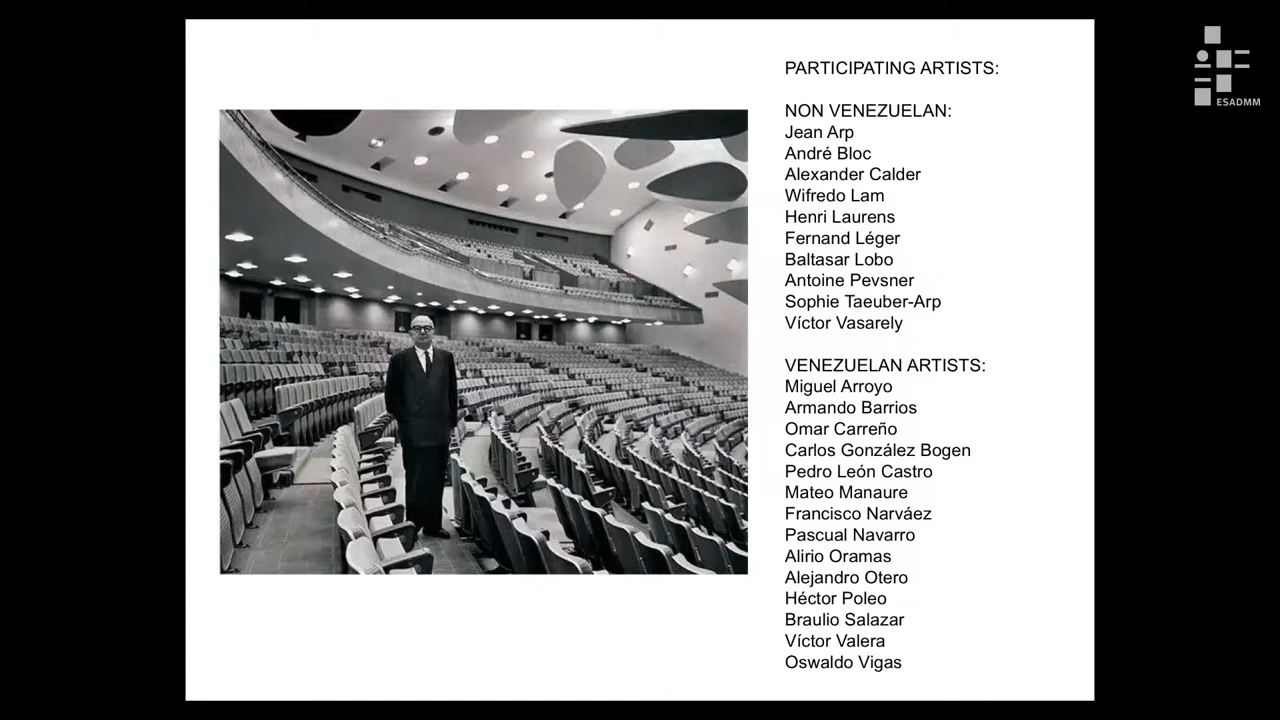 PARTICIPATING ARTISTS:
NON VENEZUELAN:
Jean Arp
André Bloc
Alexander Calder
Wifredo Lam
Henri Laurens
Fernand Léger
Baltasar Lobo
Antoine Pevsner
Sophie Taeuber-Arp
Víctor Vasarely
VENEZUELAN ARTISTS:
Miguel Arroyo
Armando Barrios
Omar Carreño
Carlos González Bogen
Pedro León Castro
Mateo Manaure
Francisco Narváez
Pascual Navarro
Alirio Oramas
Alejandro Otero
Héctor Poleo
Braulio Salazar
Víctor Valera
Oswaldo Vigas
ESADMM